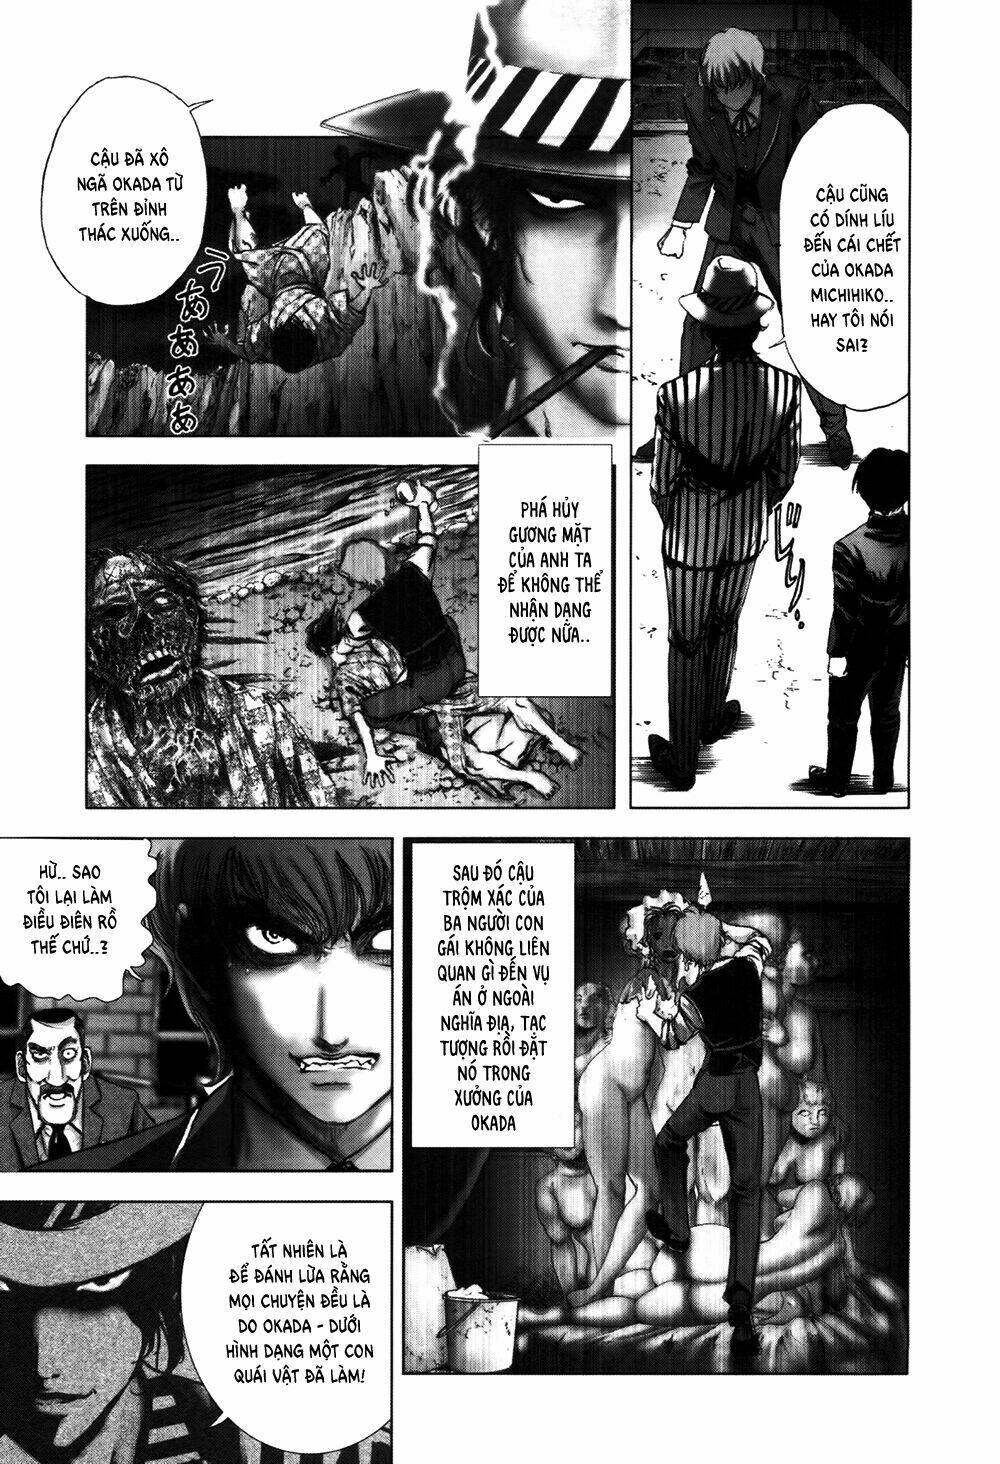 CẬU CŨNG
CÓ DÍNH LÍU
ĐẾN CÁI CHẾT
CỦA OKADA
MICHIHIKO..
HAY TÔI NÓI
SAI?
CẬU ĐÃ XÔ
NGÃ OKADA TỪ
TRÊN ĐỈNH
THÁC XUỐNG..
うあぁぁぁぁ
PHÁ HỦY
GƯƠNG MẶT
CỦA ANH TA
ĐỂ KHÔNG THỂ
NHẬN DẠNG
ĐƯỢC NỮA..
SAU ĐÓ CẬU
TRỘM XÁC CỦA
BA NGƯỜI CON
GÁI KHÔNG LIÊN
QUAN GÌ ĐẾN VỤ
ÁN Ở NGOÀI
NGHĨA ĐỊA, TẠC
TƯỢNG RỒI ĐẶT
NÓ TRONG
XƯỞNG CỦA
OKADA
HỪ.. SAO
TÔI LẠI LÀM
ĐIỀU ĐIÊN RỒ
THẾ CHỨ..?
TẤT NHIÊN LÀ
ĐỂ ĐÁNH LỪA RẰNG
MỌI CHUYỆN ĐỀU LÀ
DO OKADA - DƯỚI
HÌNH DẠNG MỘT CON
QUÁI VẬT ĐÃ LÀM!